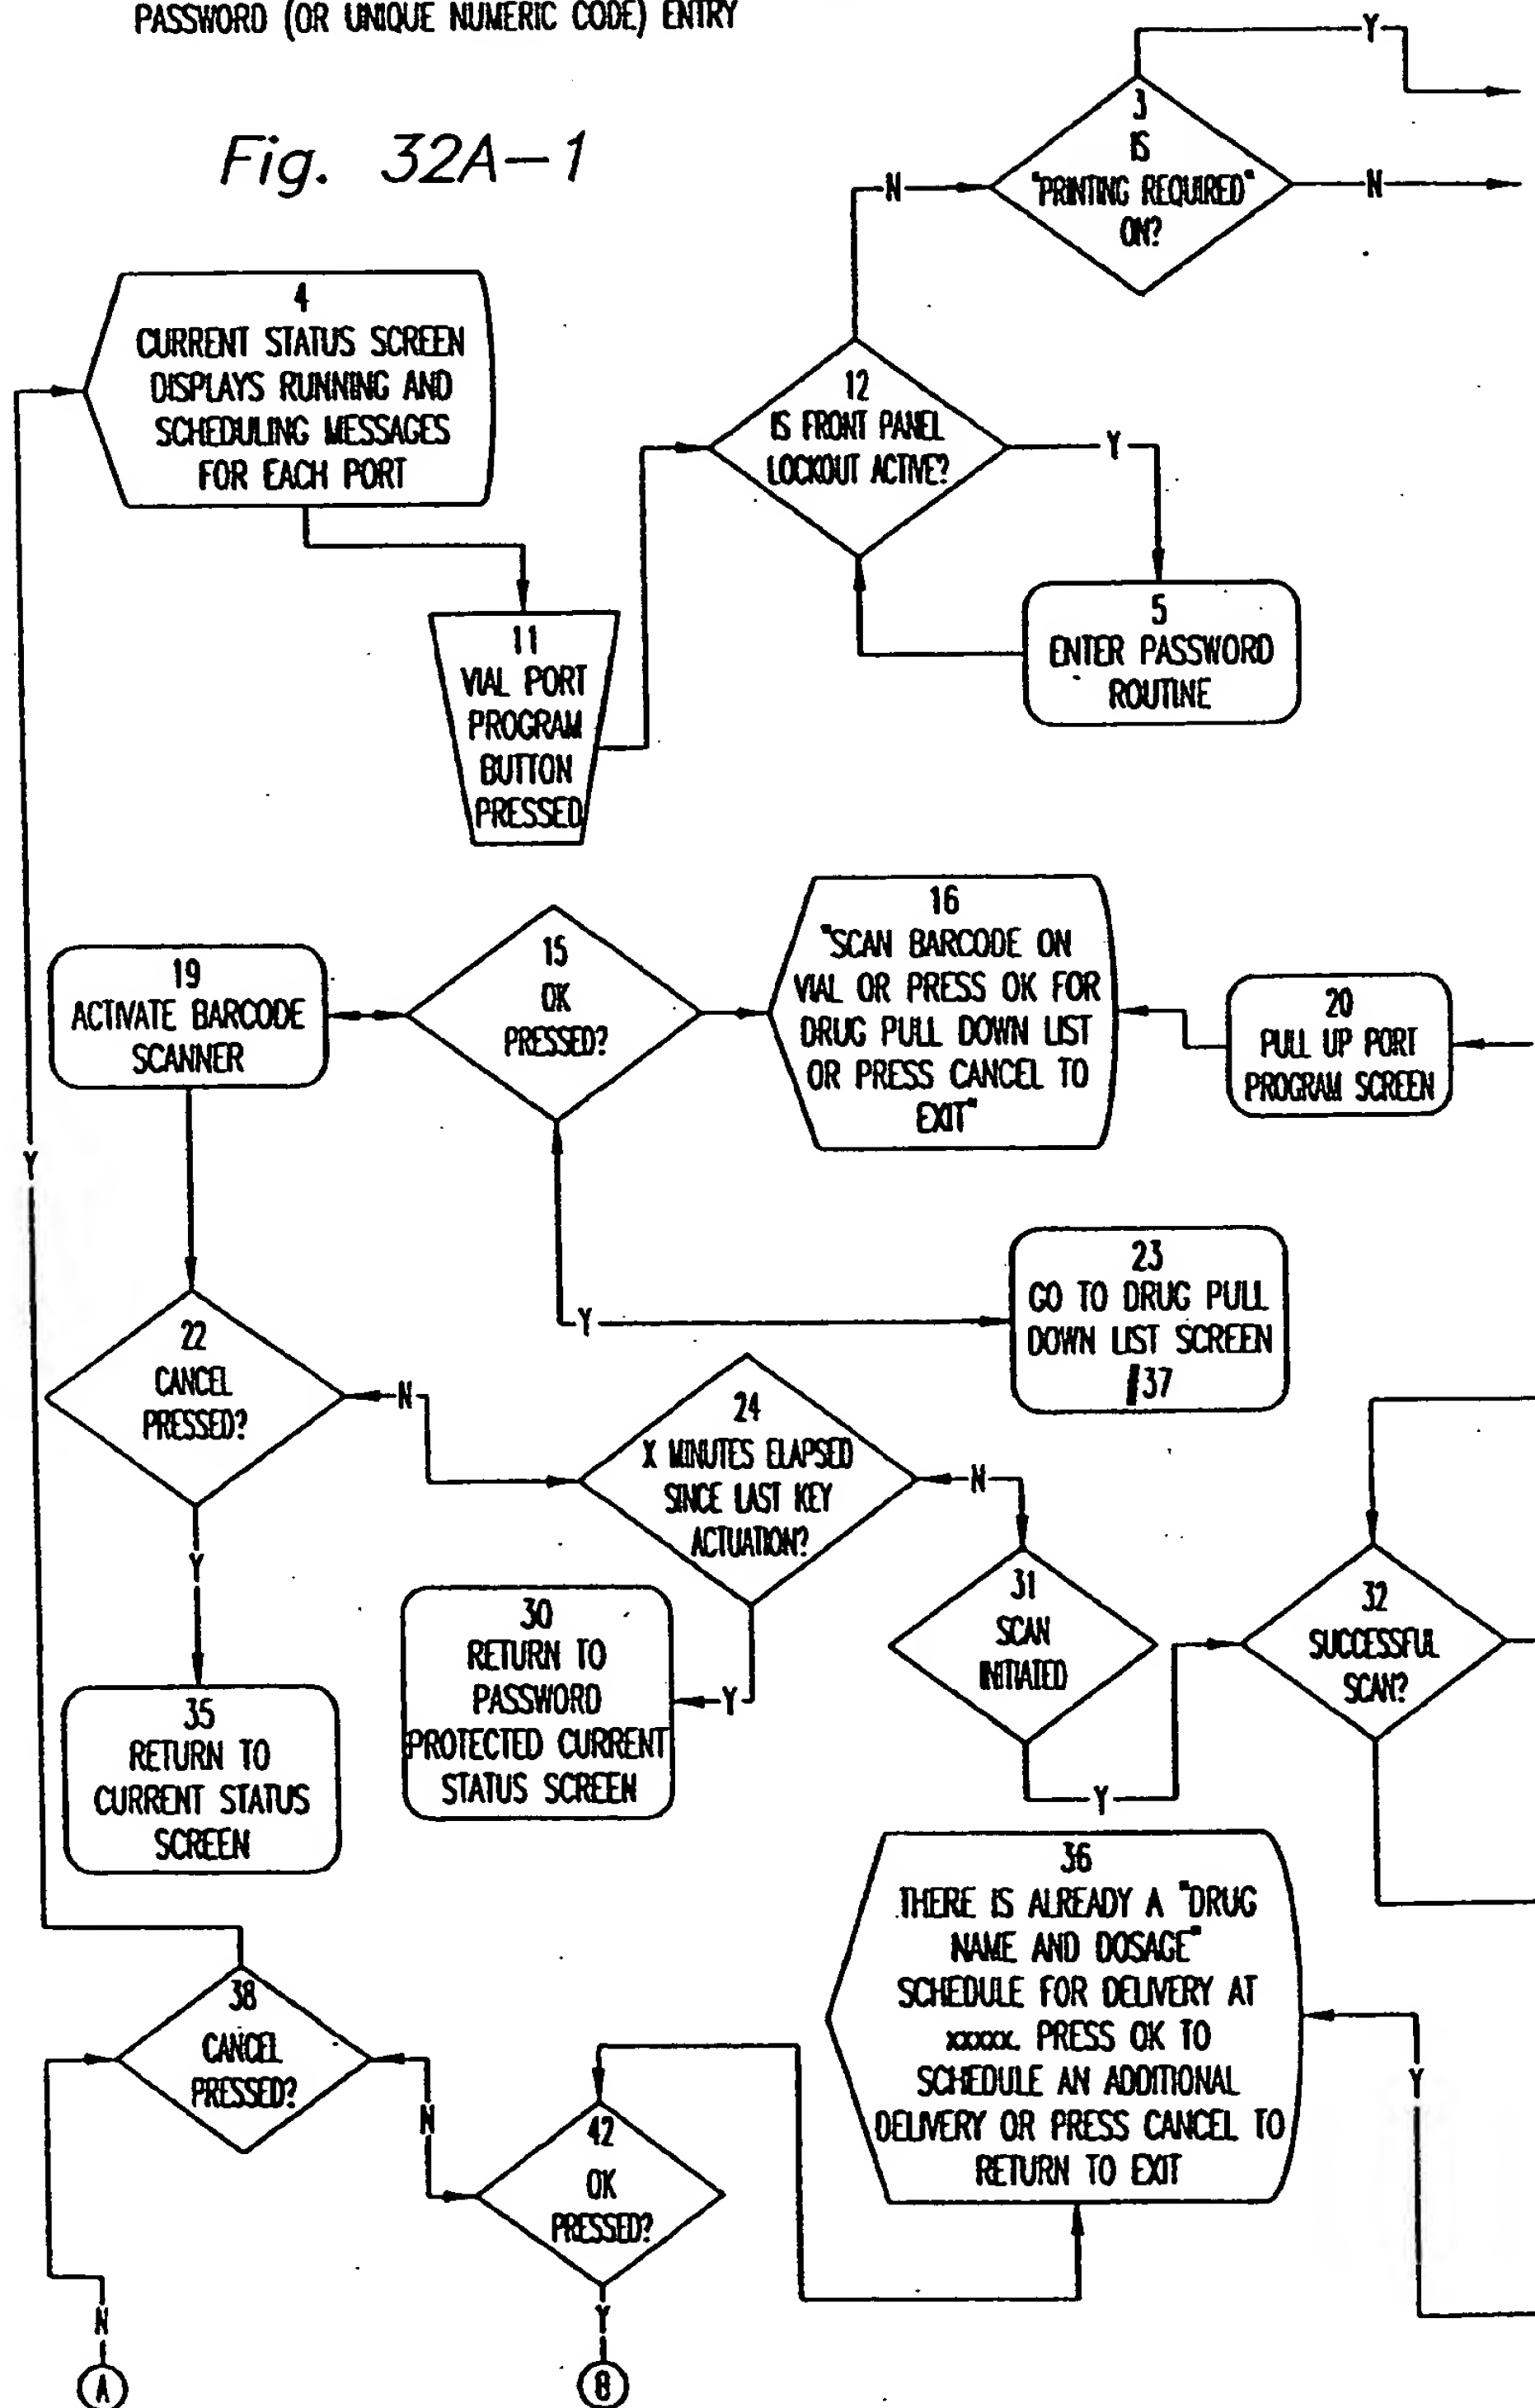 PASSWORD (OR UNIQUE NUMERIC CODE) ENTRY
Fig. 32A-1
Y
3
IS
"PRINTING REQUIRED"
ON?
N
N
4
CURRENT STATUS SCREEN
DISPLAYS RUNNING AND
SCHEDULING MESSAGES
FOR EACH PORT
12
IS FRONT PANEL
LOCKOUT ACTIVE?
Y
5
ENTER PASSWORD
ROUTINE
11
VIAL PORT
PROGRAM
BUTTON
PRESSED
16
"SCAN BARCODE ON
VIAL OR PRESS OK FOR
DRUG PULL DOWN LIST
OR PRESS CANCEL TO
EXIT"
15
OK
PRESSED?
19
ACTIVATE BARCODE
SCANNER
20
PULL UP PORT
PROGRAM SCREEN
Y
Y
23
GO TO DRUG PULL
DOWN LIST SCREEN
#37
22
CANCEL
PRESSED?
N
24
X MINUTES ELAPSED
SINCE LAST KEY
ACTUATION?
N
31
SCAN
INITIATED
32
SUCCESSFUL
SCAN?
Y
30
RETURN TO
PASSWORD
PROTECTED CURRENT
STATUS SCREEN
Y
Y
35
RETURN TO
CURRENT STATUS
SCREEN
36
THERE IS ALREADY A "DRUG
NAME AND DOSAGE"
SCHEDULE FOR DELIVERY AT
xxxxx. PRESS OK TO
SCHEDULE AN ADDITIONAL
DELIVERY OR PRESS CANCEL TO
RETURN TO EXIT
38
CANCEL
PRESSED?
N
42
OK
PRESSED?
Y
N
Y
A
B